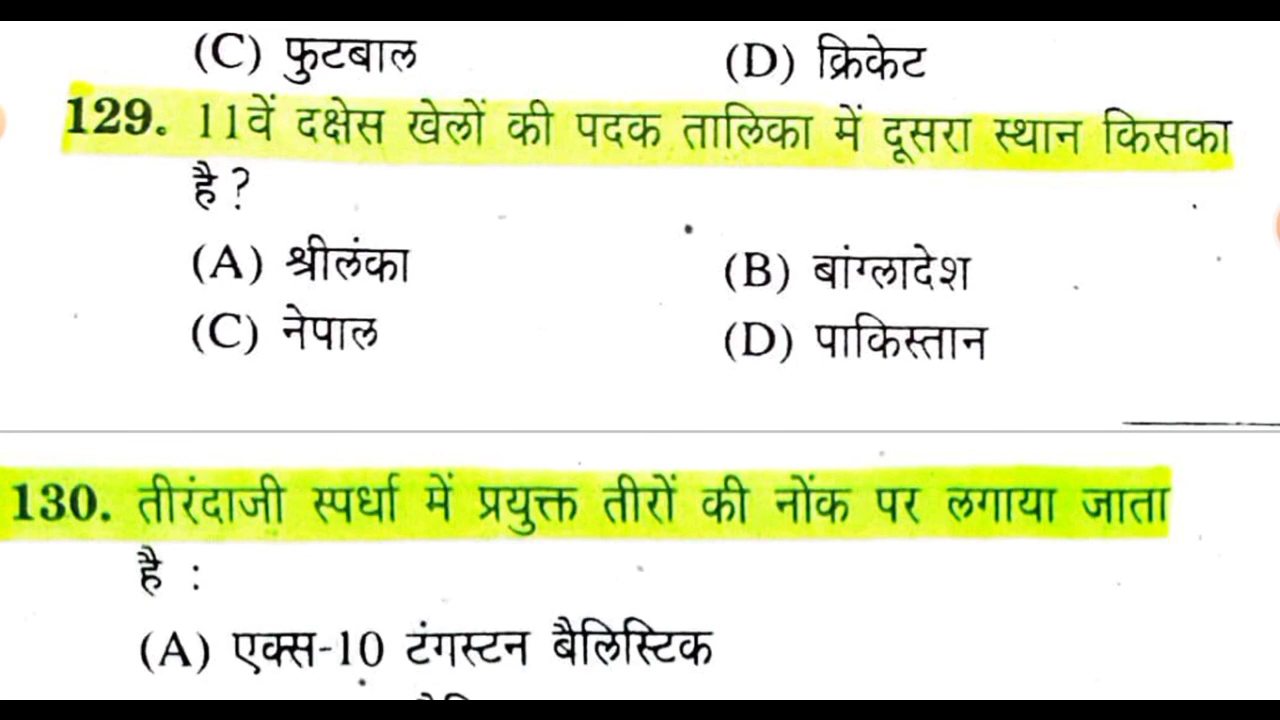 (C) फुटबाल (D) क्रिकेट
129. 11वें दक्षेस खेलों की पदक तालिका में दूसरा स्थान किसका
है ?
(A) श्रीलंका (B) बांग्लादेश
(C) नेपाल (D) पाकिस्तान
130. तीरंदाजी स्पर्धा में प्रयुक्त तीरों की नोंक पर लगाया जाता
है :
(A) एक्स-10 टंगस्टन बैलिस्टिक